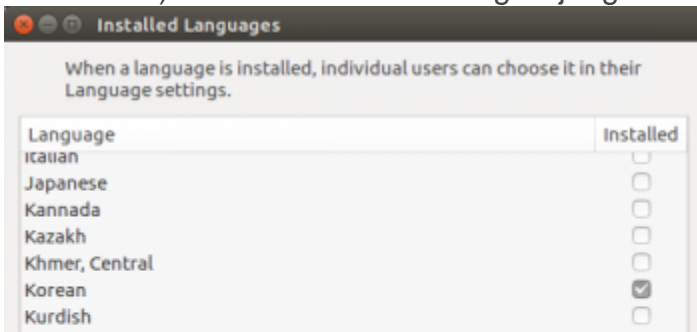 Installed Languages
When a language is installed, individual users can choose it in their
Language settings.
Language Installed
Italian
Japanese
Kannada
Kazakh
Khmer, Central
Korean
Kurdish